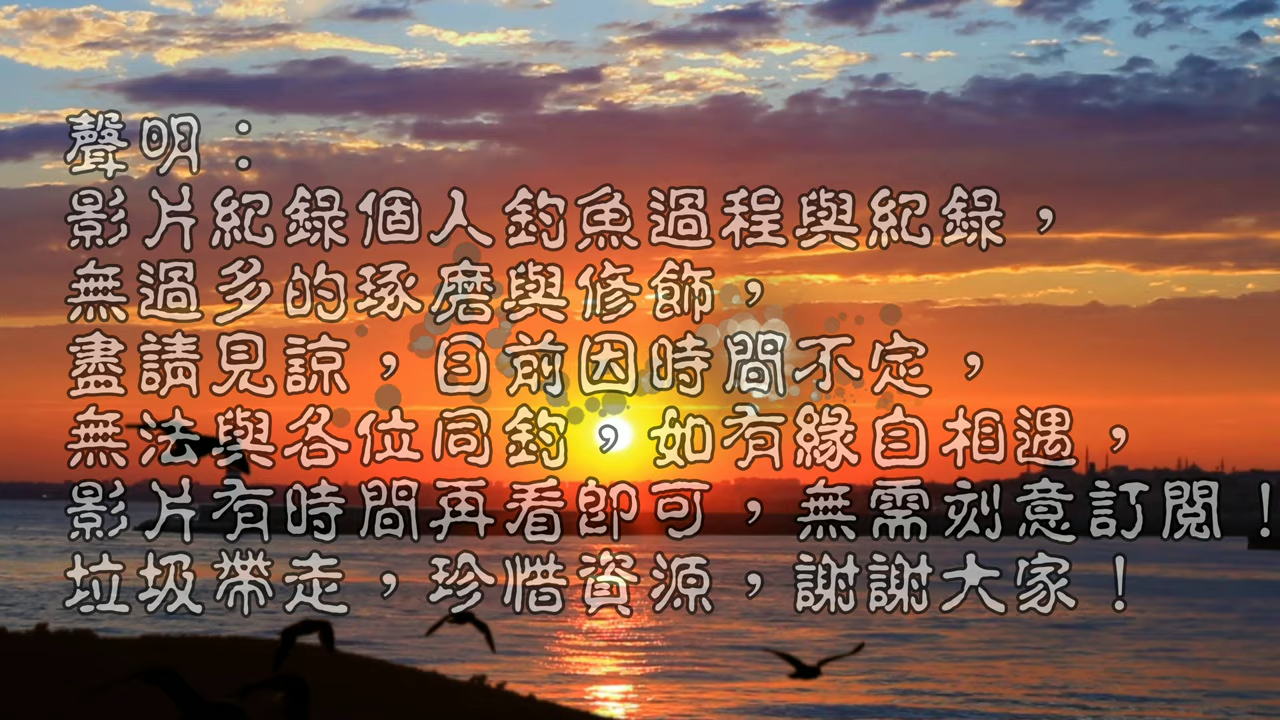 聲明：
影片紀錄個人釣魚過程與紀錄，
無過多的琢磨與修飾，
盡請見諒，目前因時間不定，
無法與各位同釣，如有緣自相遇，
影片有時間再看即可，無需刻意訂閱！
垃圾帶走，珍惜資源，謝謝大家！